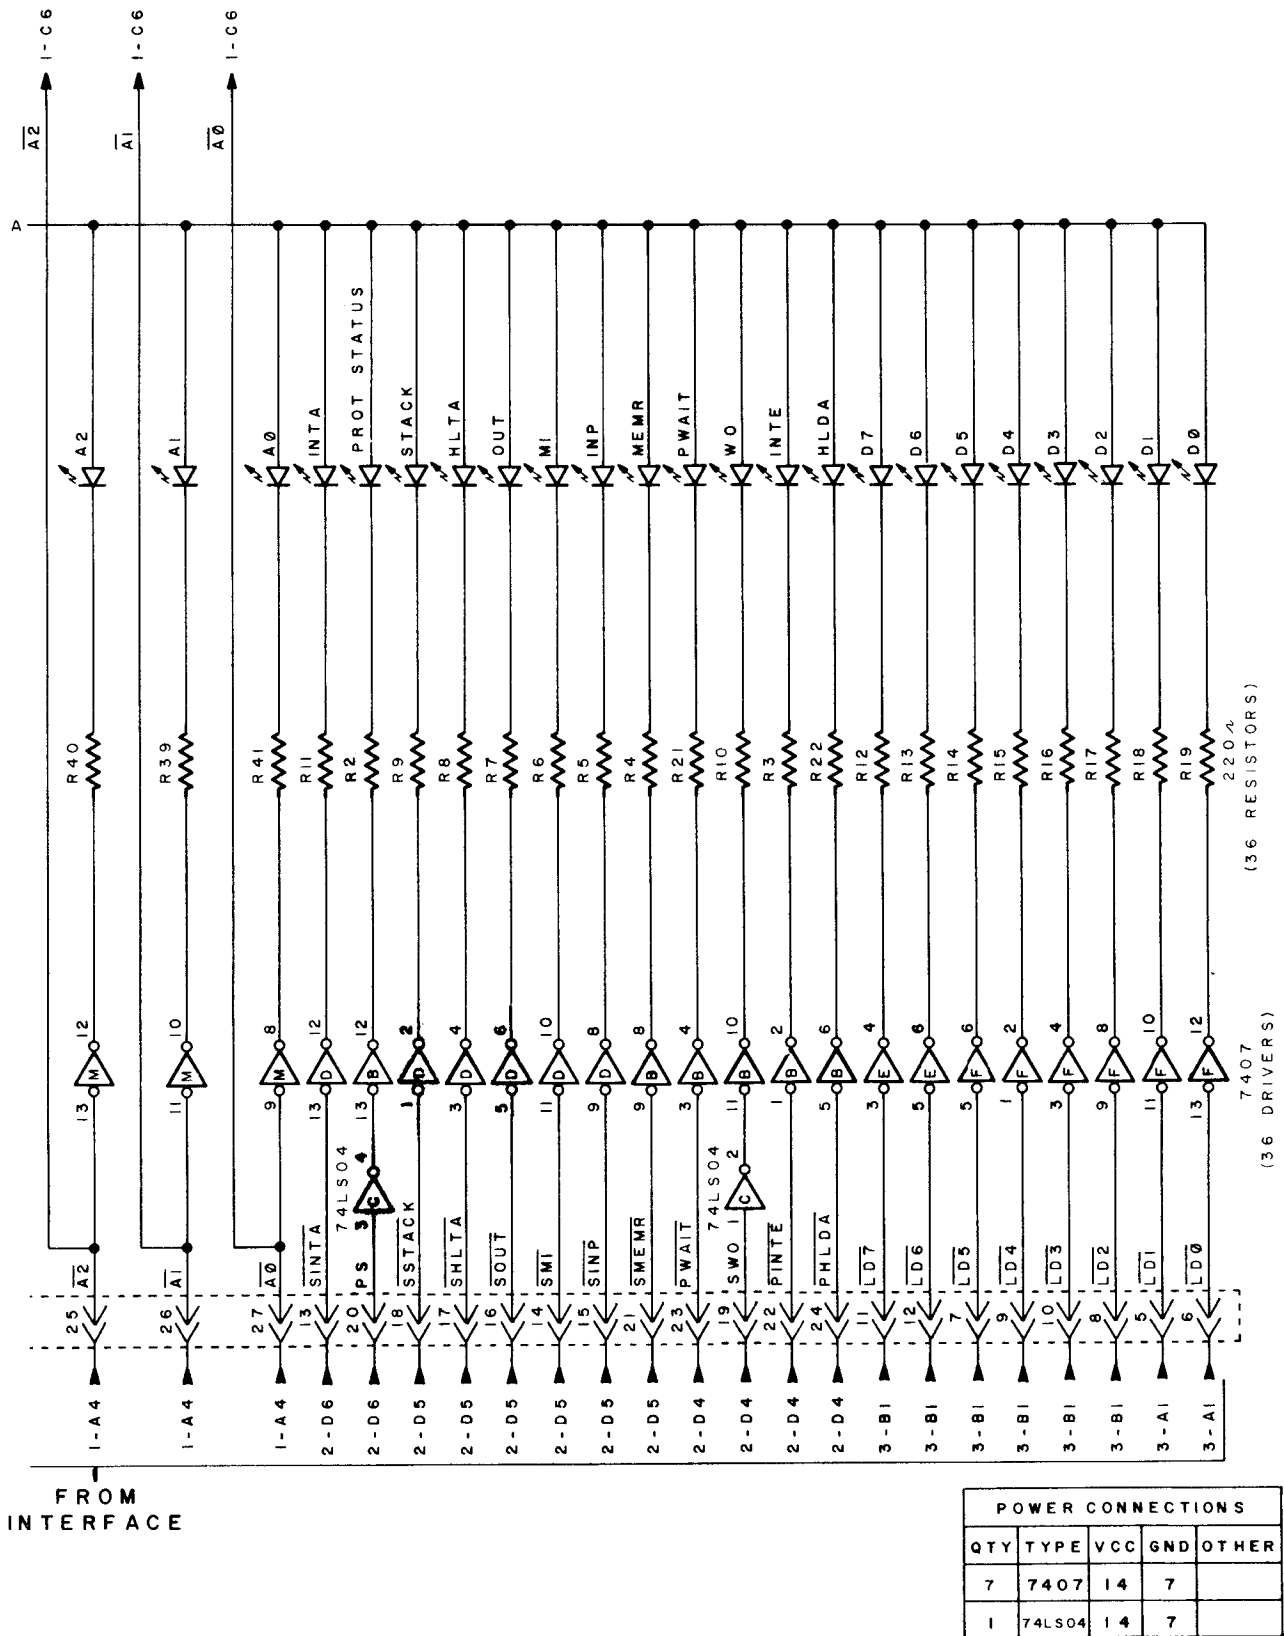 1-C6 1-C6 1-C6
A2 A1 AØ
A
A2 A1 AØ INTA PROT STATUS STACK HLTA OUT M1 INP MEMR PWAIT WO INTE HLDA D7 D6 D5 D4 D3 D2 D1 DØ
R40 R39 R41 R11 R2 R9 R8 R7 R6 R5 R4 R21 R10 R3 R22 R12 R13 R14 R15 R16 R17 R18 R19
220Ω
(36 RESISTORS)
12 10 8 12 12 2 4 6 10 8 8 4 10 2 6 4 6 6 2 4 8 10 12
M M M D B D D D D D B B B B B E E F F F F F F
13 11 9 13 13 1 3 5 11 9 9 3 11 1 5 3 5 5 1 3 9 11 13
7407
(36 DRIVERS)
74LS04 4 C 3
74LS04 2 C 1
A2 A1 AØ SINTA PS SSTACK SHLTA SOUT SM1 SINP SMEMR PWAIT SWO PINTE PHLDA LD7 LD6 LD5 LD4 LD3 LD2 LD1 LDØ
25 26 27 13 20 18 17 16 14 15 21 23 19 22 24 11 12 7 9 10 8 5 6
1-A4 1-A4 1-A4 2-D6 2-D6 2-D5 2-D5 2-D5 2-D5 2-D5 2-D5 2-D4 2-D4 2-D4 2-D4 3-B1 3-B1 3-B1 3-B1 3-B1 3-B1 3-A1 3-A1
FROM
INTERFACE
POWER CONNECTIONS
QTY TYPE VCC GND OTHER
7 7407 14 7
1 74LS04 14 7